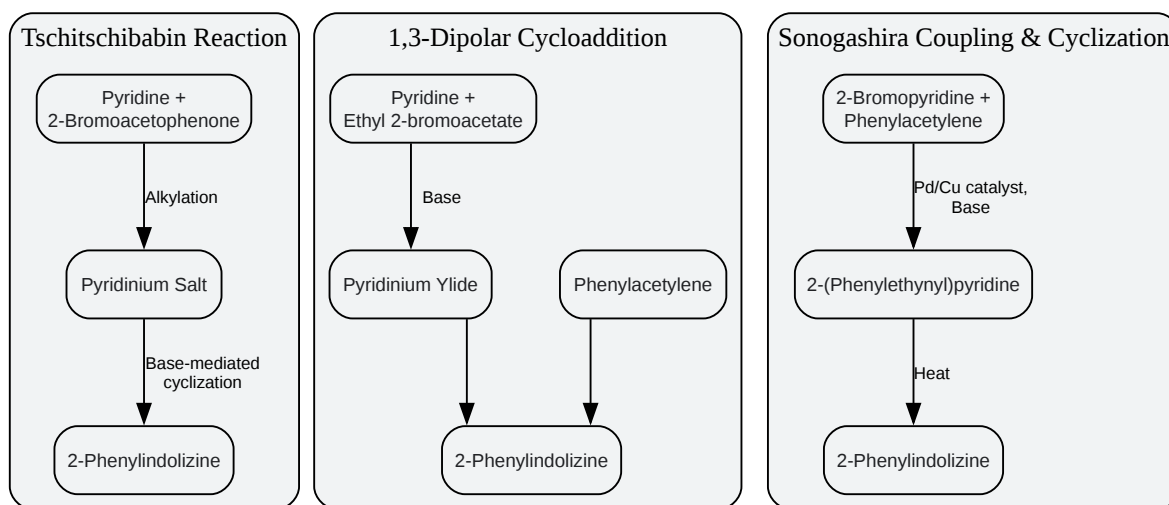 Tschitschibabin Reaction
Pyridine +
2-Bromoacetophenone
Alkylation
Pyridinium Salt
Base-mediated
cyclization
2-Phenylindolizine
1,3-Dipolar Cycloaddition
Pyridine +
Ethyl 2-bromoacetate
Base
Pyridinium Ylide
Phenylacetylene
2-Phenylindolizine
Sonogashira Coupling & Cyclization
2-Bromopyridine +
Phenylacetylene
Pd/Cu catalyst,
Base
2-(Phenylethynyl)pyridine
Heat
2-Phenylindolizine